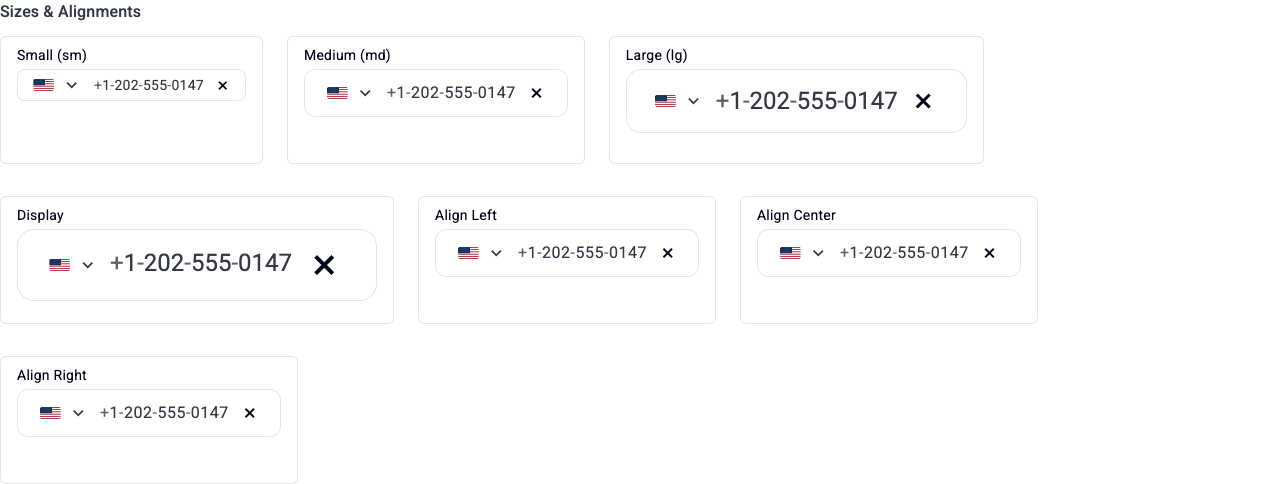 Sizes & Alignments
Small (sm)
+1-202-555-0147
Medium (md)
+1-202-555-0147
Large (lg)
+1-202-555-0147
Display
+1-202-555-0147
Align Left
+1-202-555-0147
Align Center
+1-202-555-0147
Align Right
+1-202-555-0147